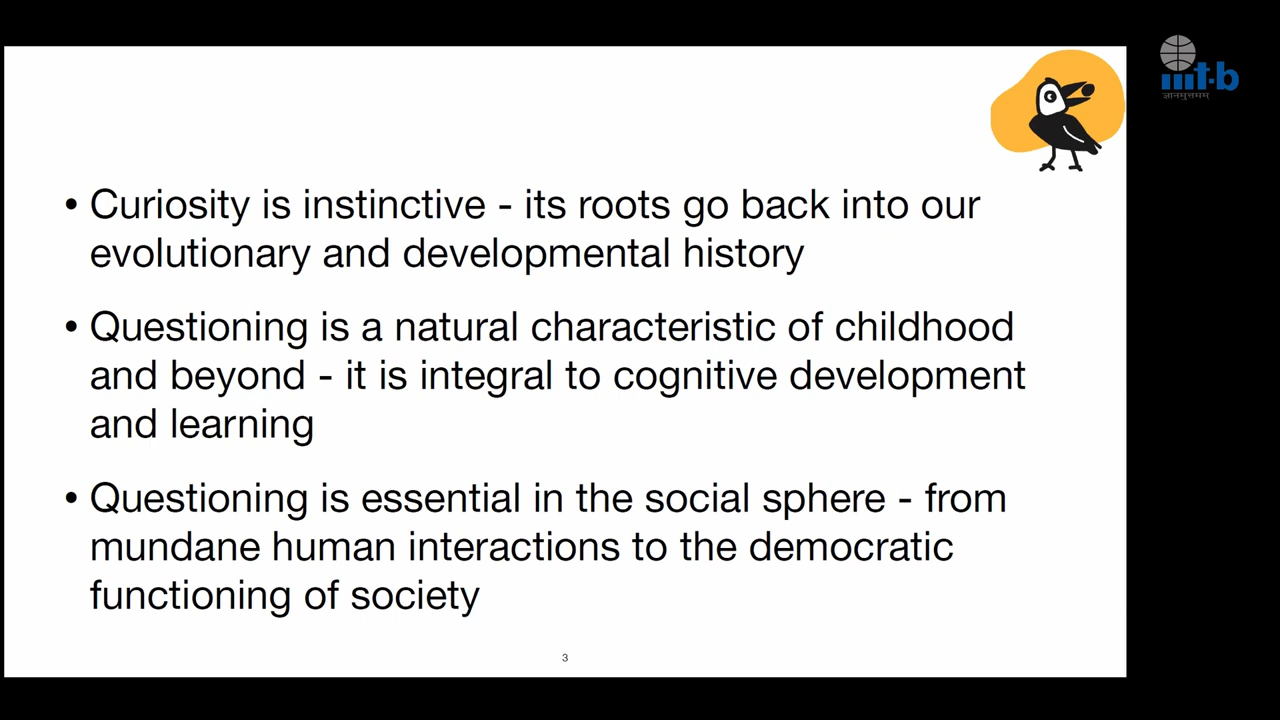 iiit-b
ज्ञानमुत्तमम्
• Curiosity is instinctive - its roots go back into our
evolutionary and developmental history
• Questioning is a natural characteristic of childhood
and beyond - it is integral to cognitive development
and learning
• Questioning is essential in the social sphere - from
mundane human interactions to the democratic
functioning of society
3